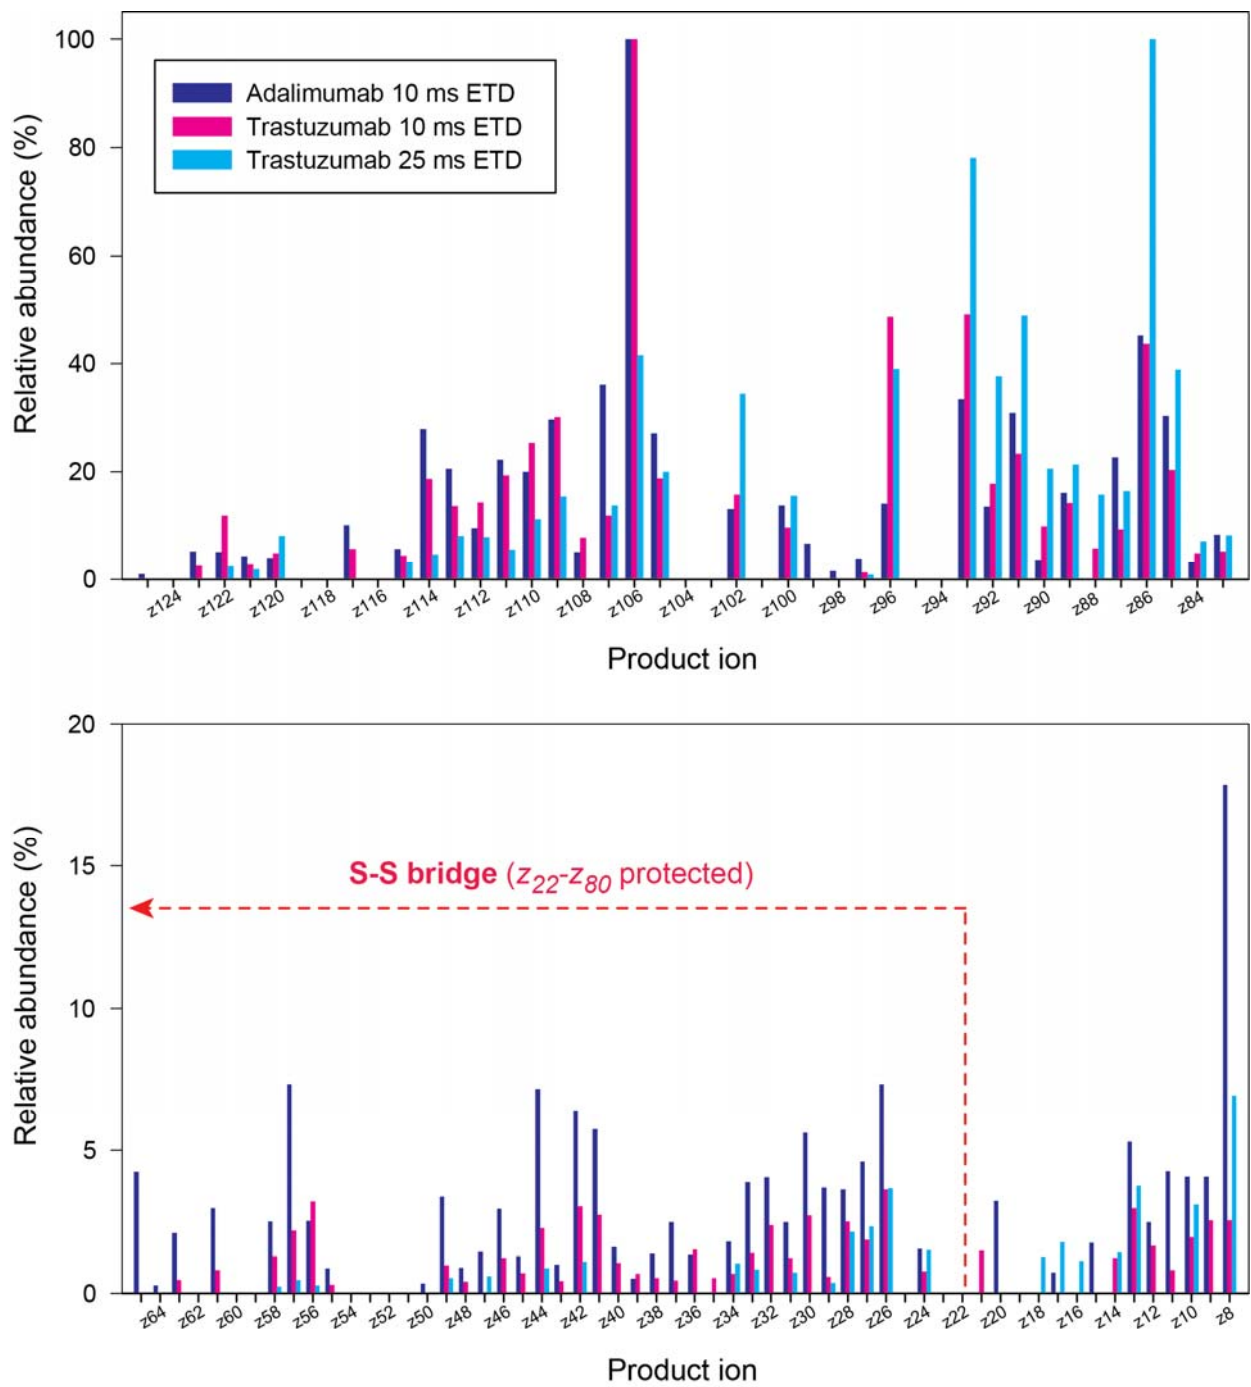 100
80
60
40
20
0
Relative abundance (%)
Adalimumab 10 ms ETD
Trastuzumab 10 ms ETD
Trastuzumab 25 ms ETD
z124 z122 z120 z118 z116 z114 z112 z110 z108 z106 z104 z102 z100 z98 z96 z94 z92 z90 z88 z86 z84
Product ion
20
15
10
5
0
Relative abundance (%)
S-S bridge (z22-z80 protected)
z64 z62 z60 z58 z56 z54 z52 z50 z48 z46 z44 z42 z40 z38 z36 z34 z32 z30 z28 z26 z24 z22 z20 z18 z16 z14 z12 z10 z8
Product ion